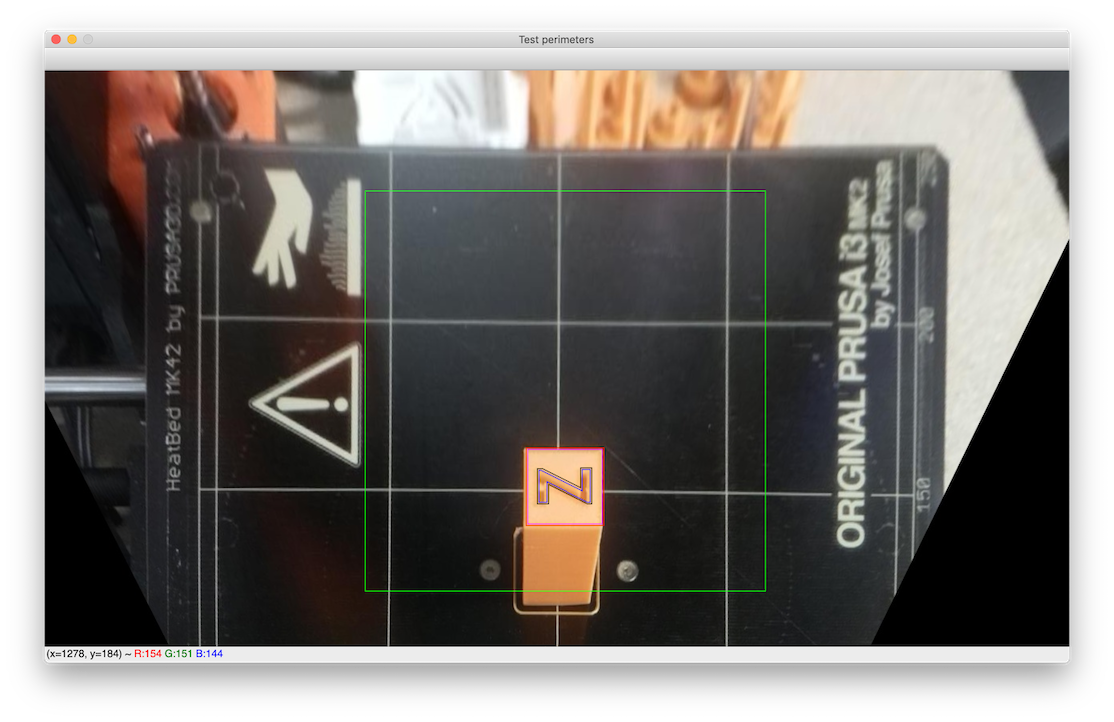 Test perimeters
HeatBed MK42 by PRUSA3D.CO
ORIGINAL PRUSA i3 MK2
by Josef Prusa
200
150
Z
(x=1278, y=184) ~ R:154 G:151 B:144